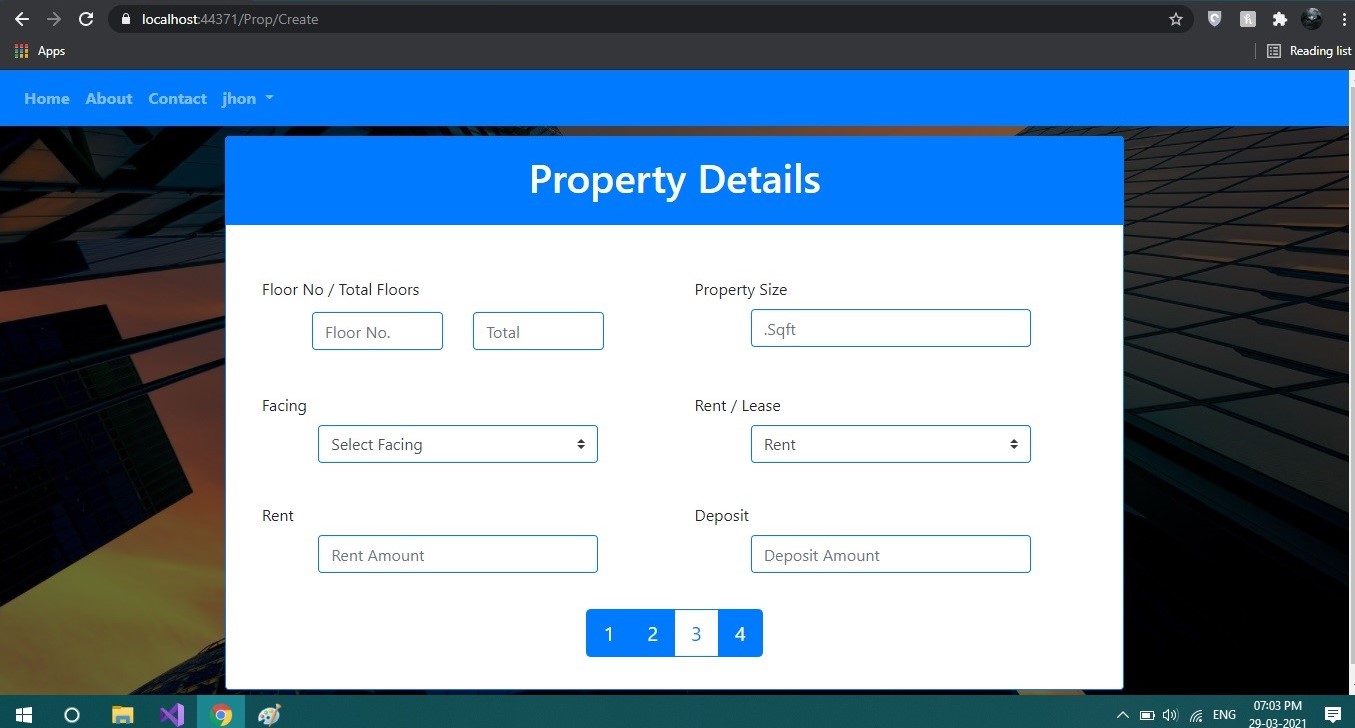 localhost:44371/Prop/Create
Apps
Reading list
Home About Contact jhon
Property Details
Floor No / Total Floors Property Size
Floor No. Total .Sqft
Facing Rent / Lease
Select Facing Rent
Rent Deposit
Rent Amount Deposit Amount
1 2 3 4
07:03 PM
ENG
29-03-2021